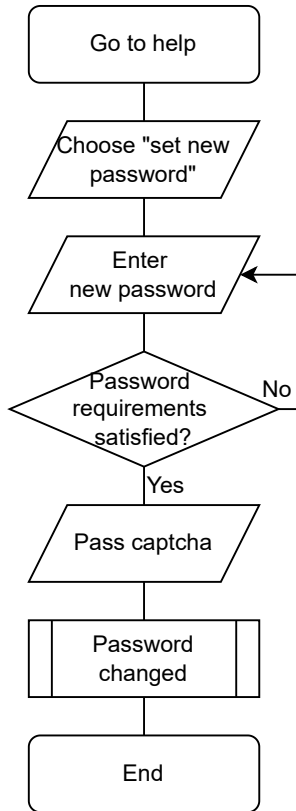 Go to help
Choose "set new
password"
Enter
new password
Password
requirements
satisfied?
No
Yes
Pass captcha
Password
changed
End